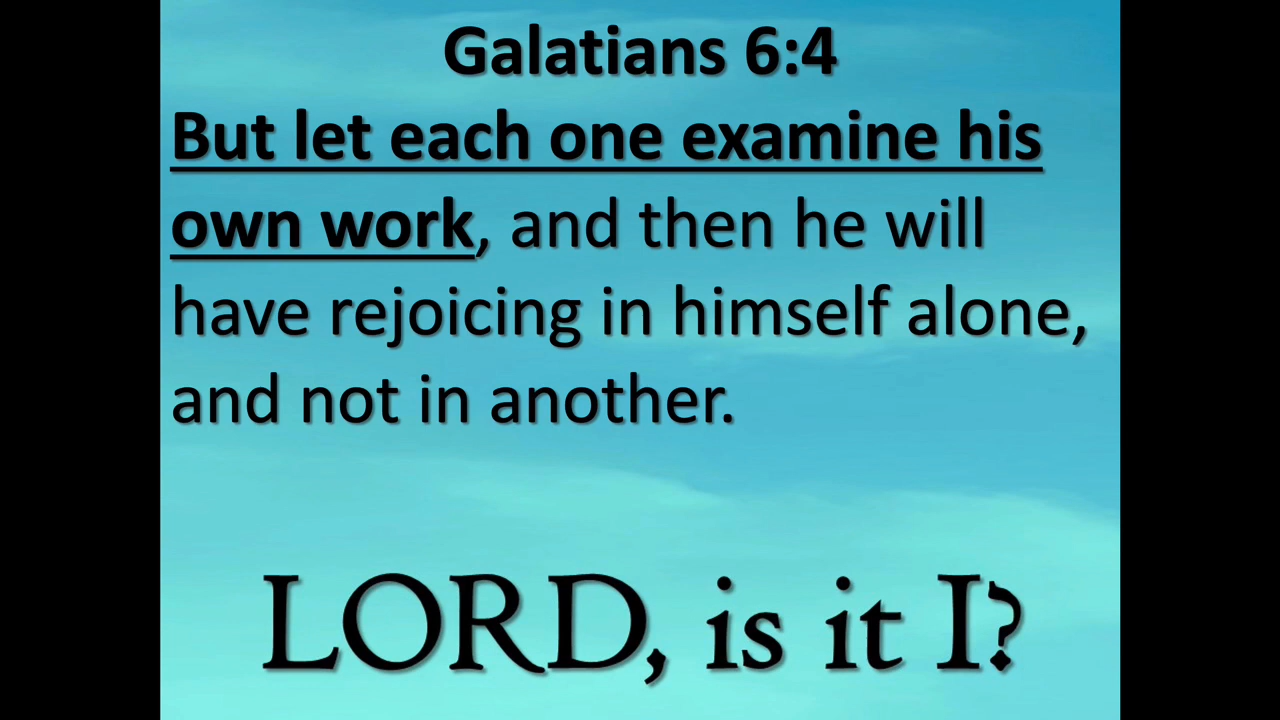 Galatians 6:4
But let each one examine his
own work, and then he will
have rejoicing in himself alone,
and not in another.
LORD, is it I?